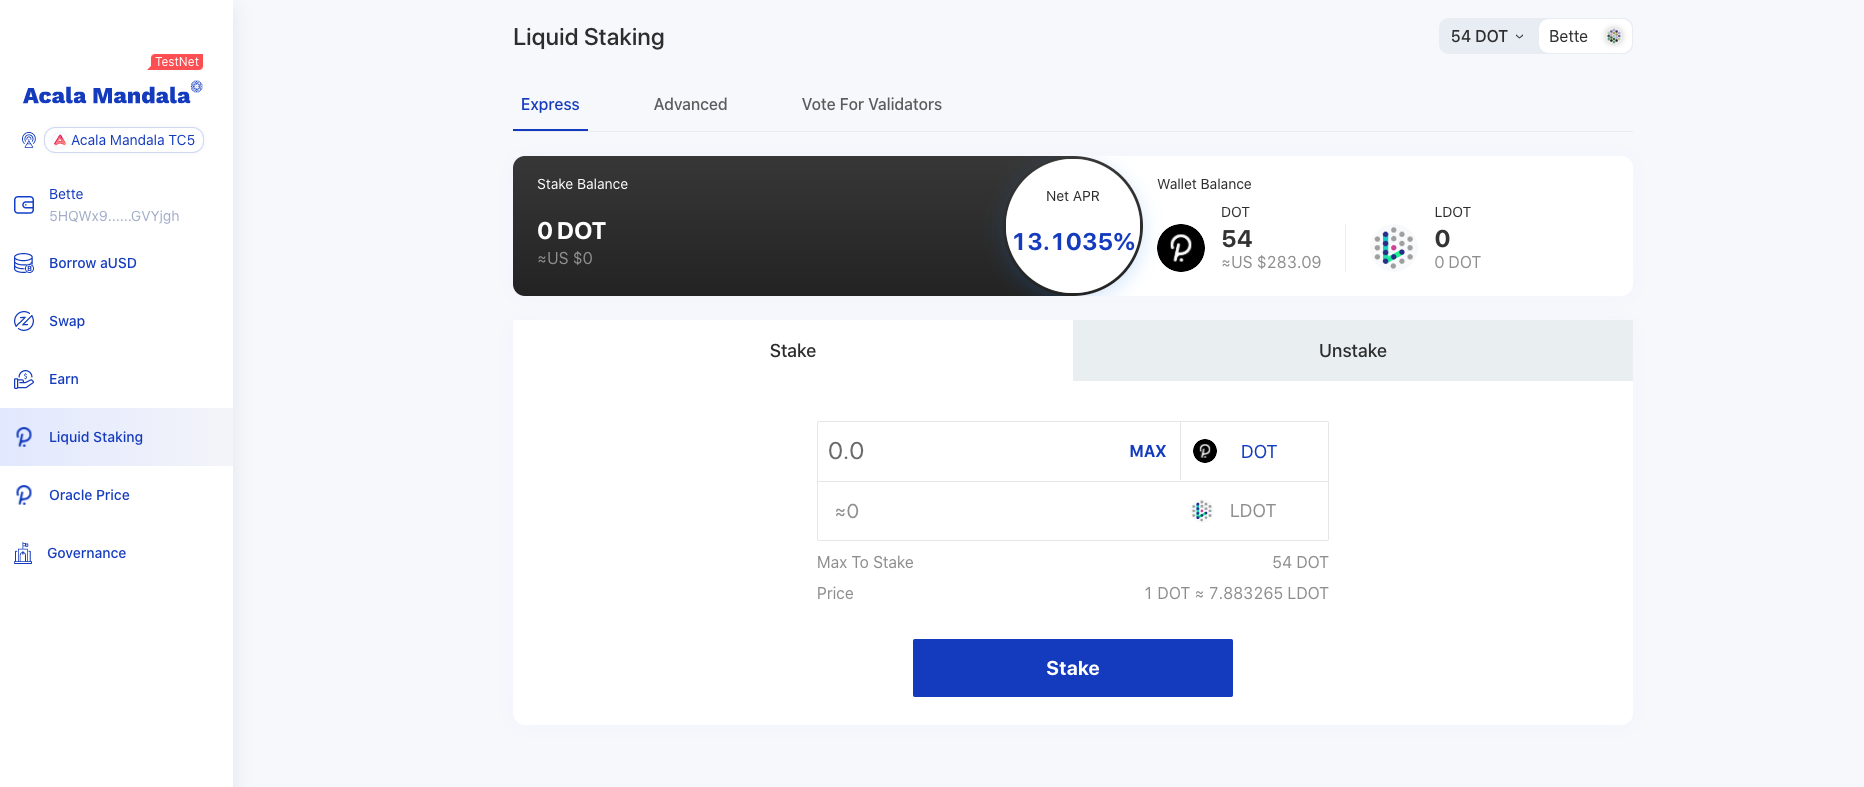 TestNet
Acala Mandala
Acala Mandala TC5
Bette
5HQWx9......GVYjgh
Borrow aUSD
Swap
Earn
Liquid Staking
Oracle Price
Governance
Liquid Staking
54 DOT Bette
Express Advanced Vote For Validators
Stake Balance
0 DOT
≈US $0
Net APR
13.1035%
Wallet Balance
DOT
54
≈US $283.09
LDOT
0
0 DOT
Stake Unstake
0.0 MAX DOT
≈0 LDOT
Max To Stake 54 DOT
Price 1 DOT ≈ 7.883265 LDOT
Stake